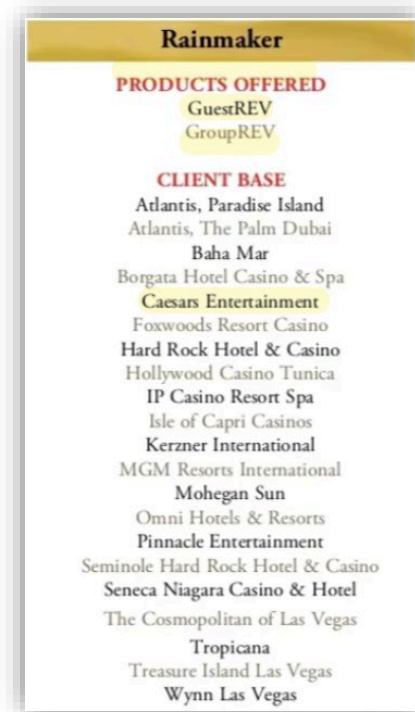 Rainmaker
PRODUCTS OFFERED
GuestREV
GroupREV
CLIENT BASE
Atlantis, Paradise Island
Atlantis, The Palm Dubai
Baha Mar
Borgata Hotel Casino & Spa
Caesars Entertainment
Foxwoods Resort Casino
Hard Rock Hotel & Casino
Hollywood Casino Tunica
IP Casino Resort Spa
Isle of Capri Casinos
Kerzner International
MGM Resorts International
Mohegan Sun
Omni Hotels & Resorts
Pinnacle Entertainment
Seminole Hard Rock Hotel & Casino
Seneca Niagara Casino & Hotel
The Cosmopolitan of Las Vegas
Tropicana
Treasure Island Las Vegas
Wynn Las Vegas